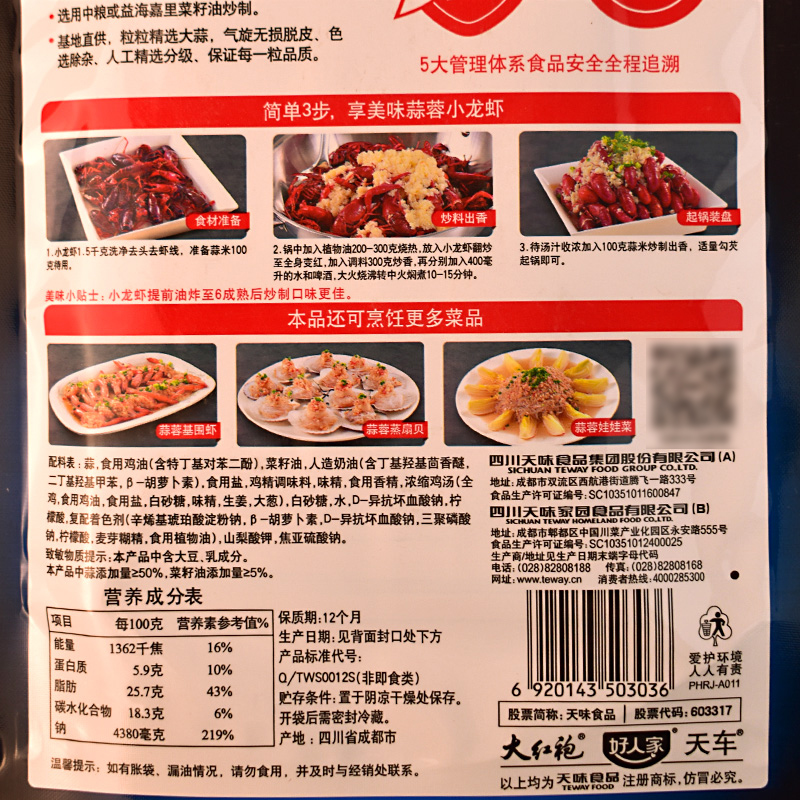 • 选用中粮或益海嘉里菜籽油炒制。
• 基地直供，粒粒精选大蒜，气旋无损脱皮、色
选除杂、人工精选分级、保证每一粒品质。
5大管理体系食品安全全程追溯
简单3步，享美味蒜蓉小龙虾
食材准备
炒料出香
起锅装盘
1.小龙虾1.5千克洗净去头去虾线，准备蒜米100
克待用。
2.锅中加入植物油200-300克烧热，放入小龙虾翻炒
至全身变红，加入调料300克炒香，再分别加入400毫
升的水和啤酒，大火烧沸转中火焖煮10-15分钟。
3.待汤汁收浓加入100克蒜米炒制出香，适量勾芡
起锅即可。
美味小贴士：小龙虾提前油炸至6成熟后炒制口味更佳。
本品还可烹饪更多菜品
蒜蓉基围虾
蒜蓉蒸扇贝
蒜蓉娃娃菜
配料表：蒜,食用鸡油(含特丁基对苯二酚),菜籽油,人造奶油(含丁基羟基茴香醚,
二丁基羟基甲苯,β-胡萝卜素),食用盐,鸡精调味料,味精,食用香精,浓缩鸡汤(全
鸡,食用鸡油,食用盐,白砂糖,味精,生姜,大葱),白砂糖,水,D-异抗坏血酸钠,柠
檬酸,复配着色剂(辛烯基琥珀酸淀粉钠,β-胡萝卜素,D-异抗坏血酸钠,三聚磷酸
钠,柠檬酸,麦芽糊精,食用植物油),山梨酸钾,焦亚硫酸钠。
致敏物质提示：本产品中含大豆、乳成分。
本产品中蒜添加量≥50%,菜籽油添加量≥5%。
四川天味食品集团股份有限公司(A)
SICHUAN TEWAY FOOD GROUP CO.,LTD.
地址：成都市双流区西航港街道腾飞一路333号
食品生产许可证编号：SC10351011600847
四川天味家园食品有限公司(B)
SICHUAN TEWAY HOMELAND FOOD CO.,LTD.
地址：成都市郫都区中国川菜产业化园区永安路555号
食品生产许可证编号：SC10351012400025
生产商/地址见生产日期末端字母代码
电话：(028)82808188 传真：(028)82808168
网址：www.teway.cn 消费者热线：4000285300
营养成分表
项目 每100克 营养素参考值%
能量 1362千焦 16%
蛋白质 5.9克 10%
脂肪 25.7克 43%
碳水化合物 18.3克 6%
钠 4380毫克 219%
保质期：12个月
生产日期：见背面封口处下方
产品标准代号：
Q/TWS0012S(非即食类)
贮存条件：置于阴凉干燥处保存。
开袋后需密封冷藏。
产地：四川省成都市
6 920143 503036
爱护环境
人人有责
PHRJ-A011
股票简称：天味食品 股票代码：603317
大红袍® 好人家® 天车®
以上均为 天味食品 TEWAY FOOD 注册商标,仿冒必究。
温馨提示：如有胀袋、漏油情况，请勿食用，并及时与经销处联系。